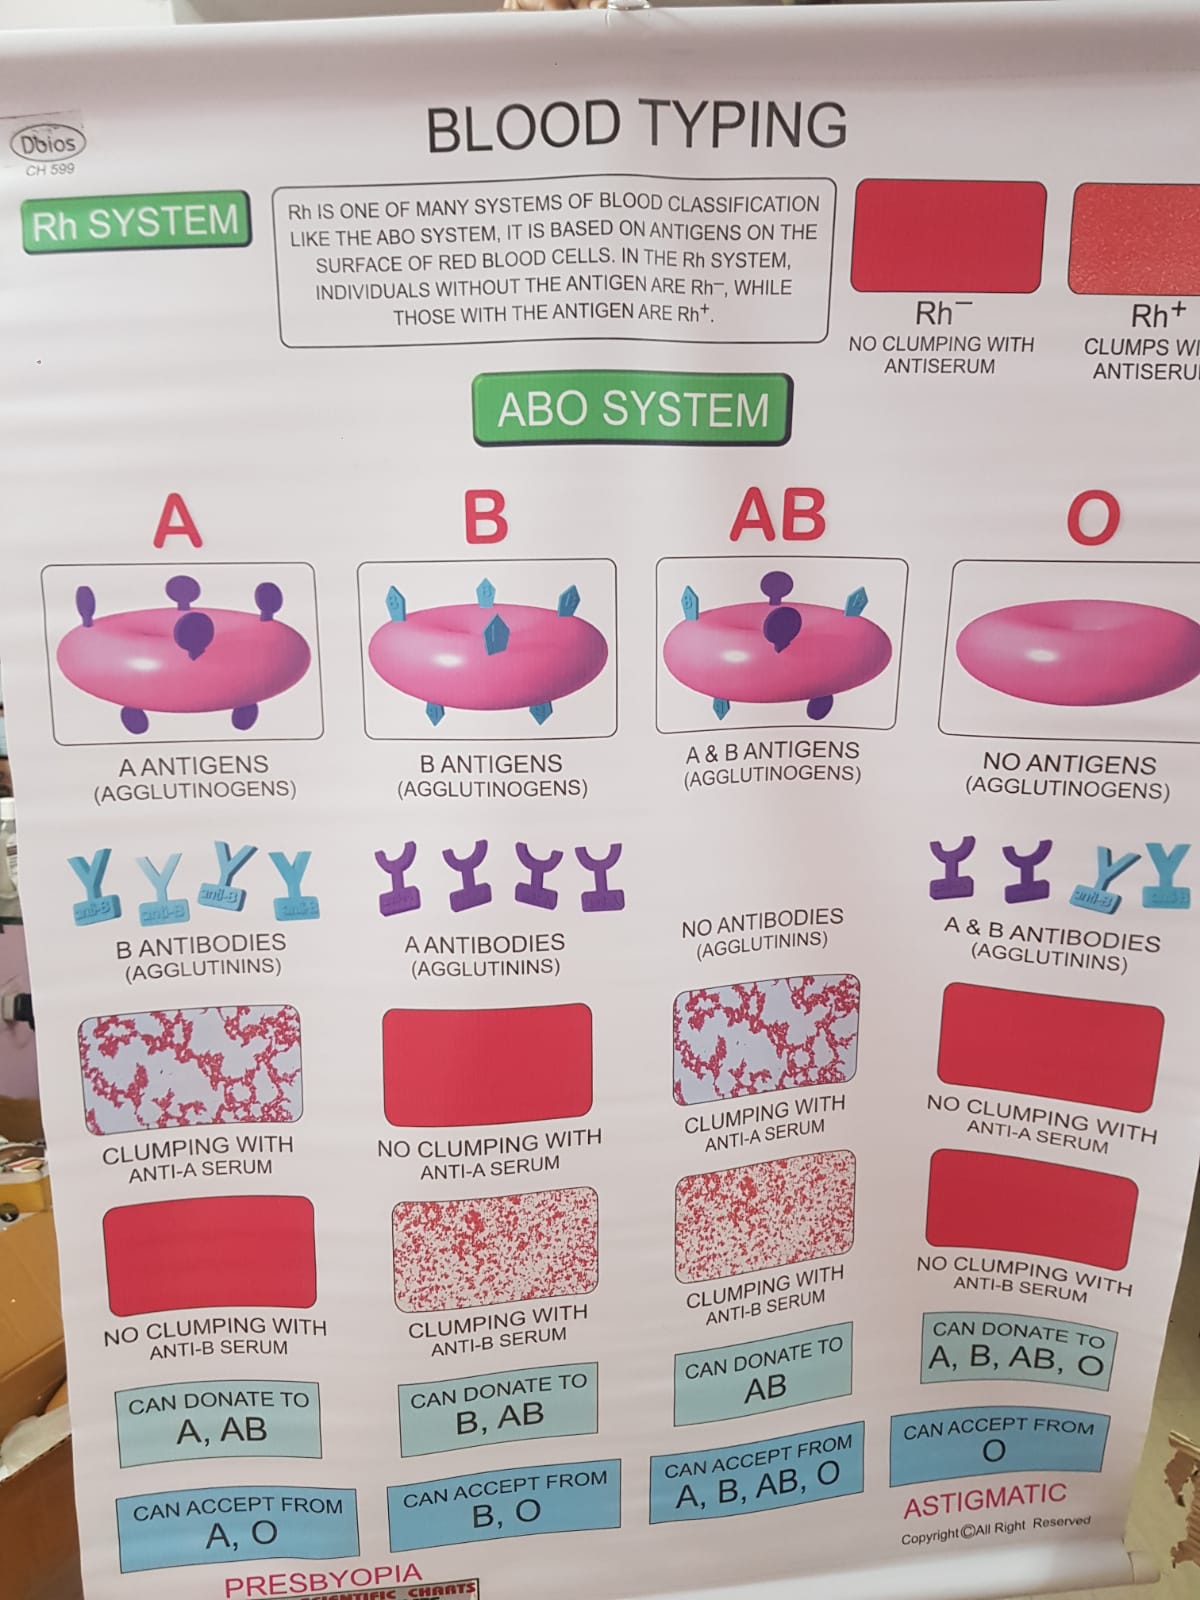 BLOOD TYPING
Dbios
CH 599
Rh SYSTEM
Rh IS ONE OF MANY SYSTEMS OF BLOOD CLASSIFICATION
LIKE THE ABO SYSTEM, IT IS BASED ON ANTIGENS ON THE
SURFACE OF RED BLOOD CELLS. IN THE Rh SYSTEM,
INDIVIDUALS WITHOUT THE ANTIGEN ARE Rh⁻, WHILE
THOSE WITH THE ANTIGEN ARE Rh⁺.
Rh⁻
NO CLUMPING WITH
ANTISERUM
Rh⁺
CLUMPS WI
ANTISERU
ABO SYSTEM
A
B
AB
O
A ANTIGENS
(AGGLUTINOGENS)
B ANTIGENS
(AGGLUTINOGENS)
A & B ANTIGENS
(AGGLUTINOGENS)
NO ANTIGENS
(AGGLUTINOGENS)
anti-B
anti-B
anti-B
anti-B
B ANTIBODIES
(AGGLUTININS)
A ANTIBODIES
(AGGLUTININS)
NO ANTIBODIES
(AGGLUTININS)
anti-B
A & B ANTIBODIES
(AGGLUTININS)
CLUMPING WITH
ANTI-A SERUM
NO CLUMPING WITH
ANTI-A SERUM
CLUMPING WITH
ANTI-A SERUM
NO CLUMPING WITH
ANTI-A SERUM
NO CLUMPING WITH
ANTI-B SERUM
CLUMPING WITH
ANTI-B SERUM
CLUMPING WITH
ANTI-B SERUM
NO CLUMPING WITH
ANTI-B SERUM
CAN DONATE TO
A, AB
CAN DONATE TO
B, AB
CAN DONATE TO
AB
CAN DONATE TO
A, B, AB, O
CAN ACCEPT FROM
A, O
CAN ACCEPT FROM
B, O
CAN ACCEPT FROM
A, B, AB, O
CAN ACCEPT FROM
O
ASTIGMATIC
Copyright©All Right Reserved
PRESBYOPIA
SCIENTIFIC CHARTS